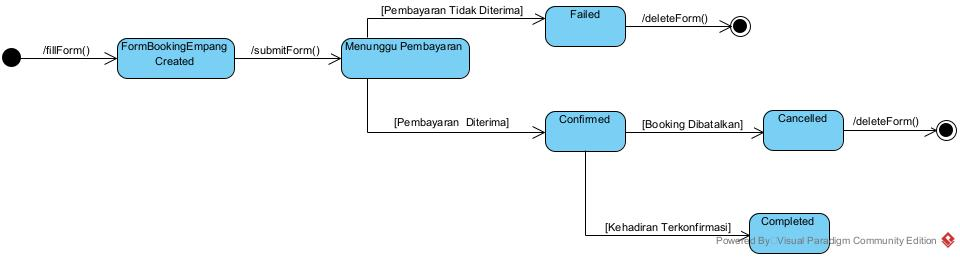 /fillForm()
FormBookingEmpang
Created
/submitForm()
Menunggu Pembayaran
[Pembayaran Tidak Diterima]
Failed
/deleteForm()
[Pembayaran  Diterima]
Confirmed
[Booking Dibatalkan]
Cancelled
/deleteForm()
[Kehadiran Terkonfirmasi]
Completed
Powered By Visual Paradigm Community Edition